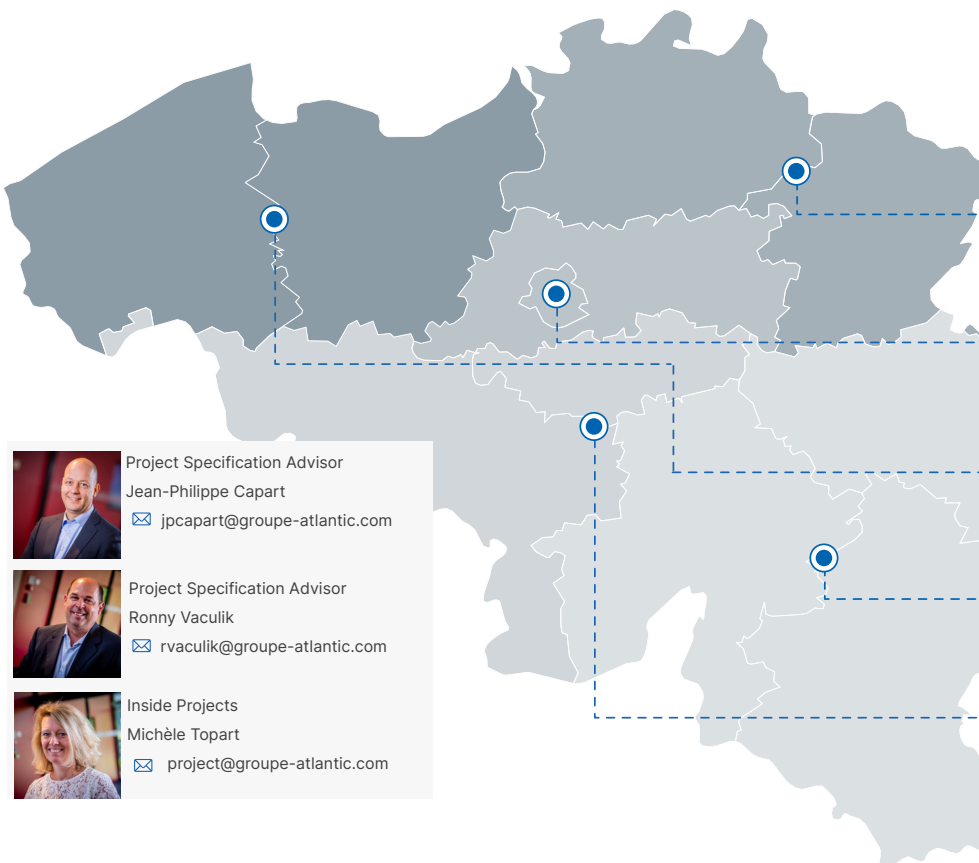 Project Specification Advisor
Jean-Philippe Capart
jpcapart@groupe-atlantic.com
Project Specification Advisor
Ronny Vaculik
rvaculik@groupe-atlantic.com
Inside Projects
Michèle Topart
project@groupe-atlantic.com